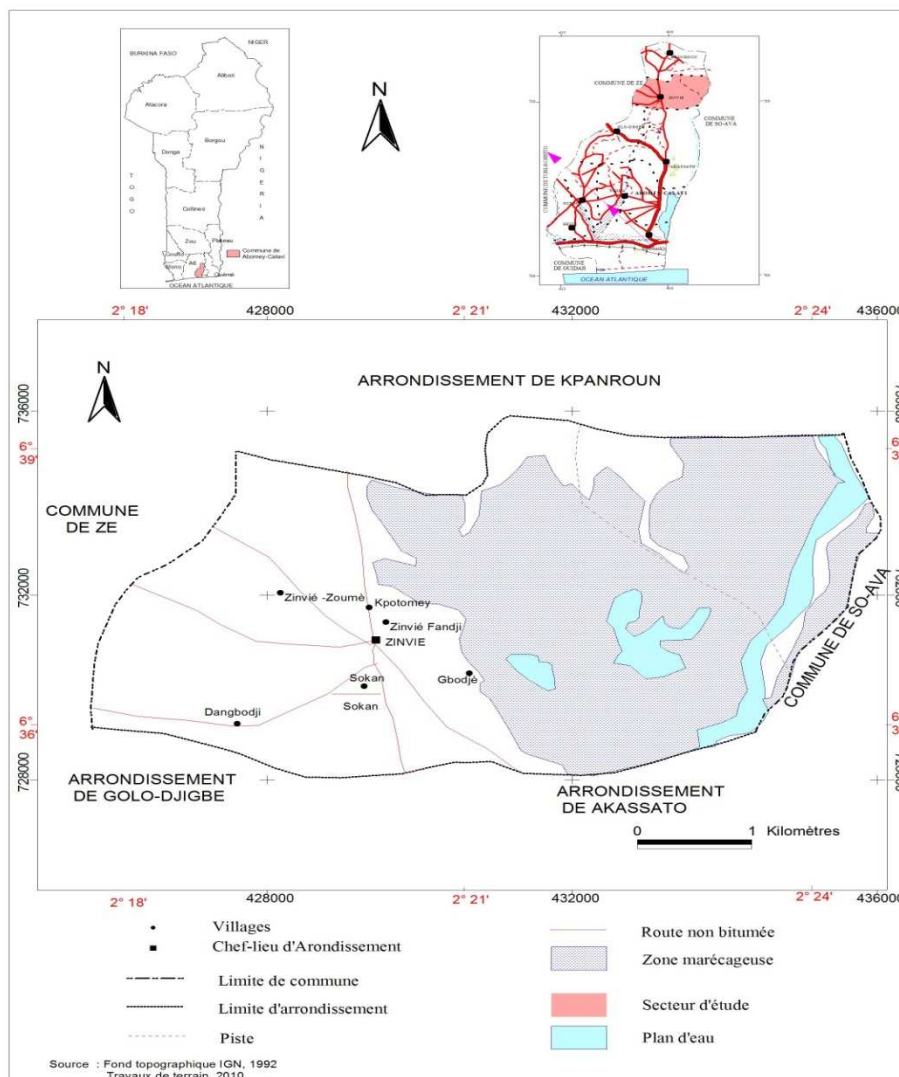 BURKINA FASO
NIGER
Alibori
Atacora
Borgou
Donga
TOGO
NIGERIA
Collines
Zou
Plateau
Couffo
Mono
Atl
Ouémé
Commune de
Abomey-Calavi
OCEAN ATLANTIQUE
N
COMMUNE DE ZE
COMMUNE
DE SO-AVA
COMMUNE
DE OUIDAH
OCEAN ATLANTIQUE
2° 18'
428000
2° 21'
432000
2° 24'
436000
N
ARRONDISSEMENT DE KPANROUN
736000
6°
39'
736000
6°
COMMUNE
DE ZE
732000
732000
Zinvié -Zoumè
Kpotomey
Zinvié Fandji
ZINVIE
Sokan
Sokan
Gbodjè
Dangbodji
COMMUNE DE SO-AVA
6°
36'
6°
728000
728000
ARRONDISSEMENT
DE GOLO-DJIGBE
ARRONDISSEMENT
DE AKASSATO
0 1 Kilomètres
2° 18'
428000
2° 21'
432000
2° 24'
436000
Villages
Chef-lieu d'Arondissement
Limite de commune
Limite d'arrondissement
Piste
Route non bitumée
Zone marécageuse
Secteur d'étude
Plan d'eau
Source : Fond topographique IGN, 1992
Travaux de terrain, 2010